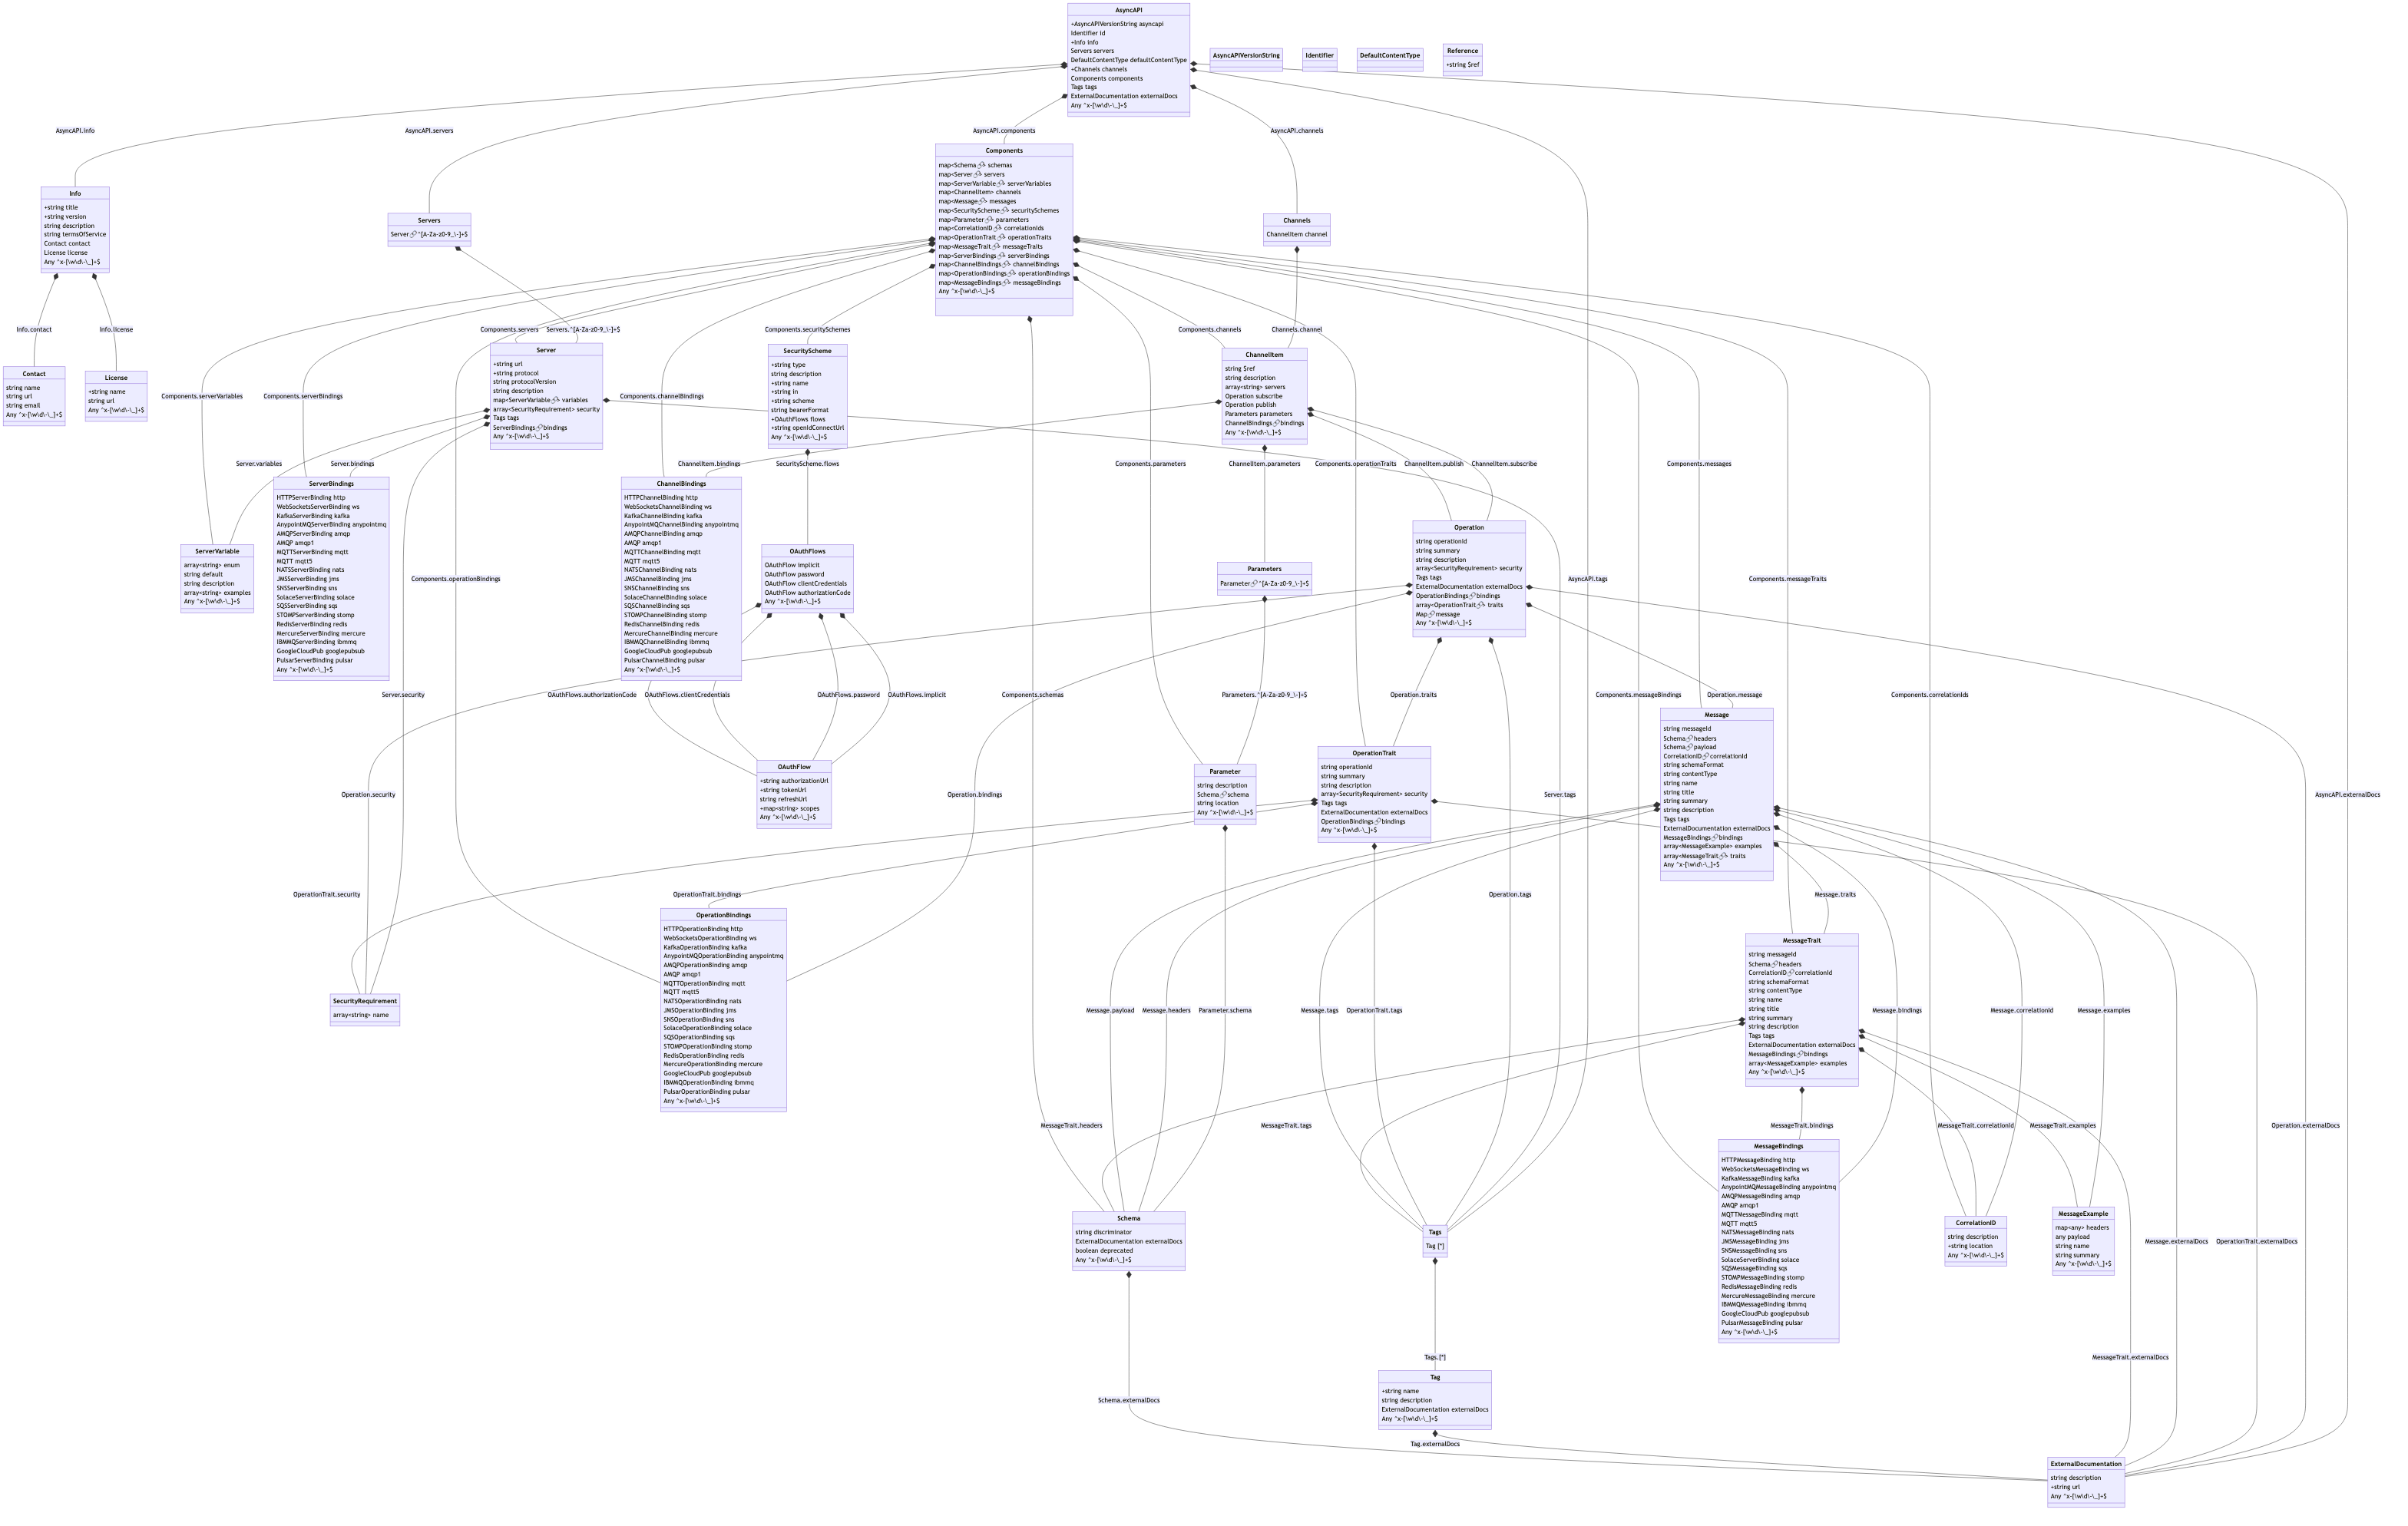 AsyncAPI
+AsyncAPIVersionString asyncapi
Identifier id
+Info info
Servers servers
DefaultContentType defaultContentType
+Channels channels
Components components
Tags tags
ExternalDocumentation externalDocs
Any ^x-[\w\d\-\_]+$
AsyncAPIVersionString
Identifier
DefaultContentType
Reference
+string $ref
AsyncAPI.info
AsyncAPI.servers
AsyncAPI.components
AsyncAPI.channels
Components
map<Schema🔗> schemas
map<Server🔗> servers
map<ServerVariable🔗> serverVariables
map<ChannelItem> channels
map<Message🔗> messages
map<SecurityScheme🔗> securitySchemes
map<Parameter🔗> parameters
map<CorrelationID🔗> correlationIds
map<OperationTrait🔗> operationTraits
map<MessageTrait🔗> messageTraits
map<ServerBindings🔗> serverBindings
map<ChannelBindings🔗> channelBindings
map<OperationBindings🔗> operationBindings
map<MessageBindings🔗> messageBindings
Any ^x-[\w\d\-\_]+$
Info
+string title
+string version
string description
string termsOfService
Contact contact
License license
Any ^x-[\w\d\-\_]+$
Servers
Server🔗 ^[A-Za-z0-9_\-]+$
Channels
ChannelItem channel
Info.contact
Info.license
Components.servers
Servers.^[A-Za-z0-9_\-]+$
Components.securitySchemes
Components.channels
Channels.channel
Contact
string name
string url
string email
Any ^x-[\w\d\-\_]+$
License
+string name
string url
Any ^x-[\w\d\-\_]+$
Components.serverVariables
Components.serverBindings
Server
+string url
+string protocol
string protocolVersion
string description
map<ServerVariable🔗> variables
array<SecurityRequirement> security
Tags tags
ServerBindings🔗bindings
Any ^x-[\w\d\-\_]+$
Components.channelBindings
SecurityScheme
+string type
string description
+string name
+string in
+string scheme
string bearerFormat
+OAuthFlows flows
+string openIdConnectUrl
Any ^x-[\w\d\-\_]+$
ChannelItem
string $ref
string description
array<string> servers
Operation subscribe
Operation publish
Parameters parameters
ChannelBindings🔗bindings
Any ^x-[\w\d\-\_]+$
Server.variables
Server.bindings
ChannelItem.bindings
SecurityScheme.flows
Components.parameters
ChannelItem.parameters
Components.operationTraits
ChannelItem.publish
ChannelItem.subscribe
Components.messages
ServerVariable
array<string> enum
string default
string description
array<string> examples
Any ^x-[\w\d\-\_]+$
ServerBindings
HTTPServerBinding http
WebSocketsServerBinding ws
KafkaServerBinding kafka
AnypointMQServerBinding anypointmq
AMQPServerBinding amqp
AMQP amqp1
MQTTServerBinding mqtt
MQTT mqtt5
NATSServerBinding nats
JMSServerBinding jms
SNSServerBinding sns
SolaceServerBinding solace
SQSServerBinding sqs
STOMPServerBinding stomp
RedisServerBinding redis
MercureServerBinding mercure
IBMMQServerBinding ibmmq
GoogleCloudPub googlepubsub
PulsarServerBinding pulsar
Any ^x-[\w\d\-\_]+$
Components.operationBindings
ChannelBindings
HTTPChannelBinding http
WebSocketsChannelBinding ws
KafkaChannelBinding kafka
AnypointMQChannelBinding anypointmq
AMQPChannelBinding amqp
AMQP amqp1
MQTTChannelBinding mqtt
MQTT mqtt5
NATSChannelBinding nats
JMSChannelBinding jms
SNSChannelBinding sns
SolaceChannelBinding solace
SQSChannelBinding sqs
STOMPChannelBinding stomp
RedisChannelBinding redis
MercureChannelBinding mercure
IBMMQChannelBinding ibmmq
GoogleCloudPub googlepubsub
PulsarChannelBinding pulsar
Any ^x-[\w\d\-\_]+$
OAuthFlows
OAuthFlow implicit
OAuthFlow password
OAuthFlow clientCredentials
OAuthFlow authorizationCode
Any ^x-[\w\d\-\_]+$
Parameters
Parameter🔗 ^[A-Za-z0-9_\-]+$
Operation
string operationId
string summary
string description
array<SecurityRequirement> security
Tags tags
ExternalDocumentation externalDocs
OperationBindings🔗bindings
array<OperationTrait🔗> traits
Map🔗message
Any ^x-[\w\d\-\_]+$
AsyncAPI.tags
Components.messageTraits
Server.security
OAuthFlows.authorizationCode
OAuthFlows.clientCredentials
OAuthFlows.password
OAuthFlows.implicit
Components.schemas
Parameters.^[A-Za-z0-9_\-]+$
Operation.traits
Components.messageBindings
Operation.message
Components.correlationIds
Operation.security
OAuthFlow
+string authorizationUrl
+string tokenUrl
string refreshUrl
+map<string> scopes
Any ^x-[\w\d\-\_]+$
Operation.bindings
Parameter
string description
Schema🔗schema
string location
Any ^x-[\w\d\-\_]+$
OperationTrait
string operationId
string summary
string description
array<SecurityRequirement> security
Tags tags
ExternalDocumentation externalDocs
OperationBindings🔗bindings
Any ^x-[\w\d\-\_]+$
Server.tags
Message
string messageId
Schema🔗headers
Schema🔗payload
CorrelationID🔗correlationId
string schemaFormat
string contentType
string name
string title
string summary
string description
Tags tags
ExternalDocumentation externalDocs
MessageBindings🔗bindings
array<MessageExample> examples
array<MessageTrait🔗> traits
Any ^x-[\w\d\-\_]+$
AsyncAPI.externalDocs
OperationTrait.security
OperationTrait.bindings
Operation.tags
Message.traits
SecurityRequirement
array<string> name
OperationBindings
HTTPOperationBinding http
WebSocketsOperationBinding ws
KafkaOperationBinding kafka
AnypointMQOperationBinding anypointmq
AMQPOperationBinding amqp
AMQP amqp1
MQTTOperationBinding mqtt
MQTT mqtt5
NATSOperationBinding nats
JMSOperationBinding jms
SNSOperationBinding sns
SolaceOperationBinding solace
SQSOperationBinding sqs
STOMPOperationBinding stomp
RedisOperationBinding redis
MercureOperationBinding mercure
GoogleCloudPub googlepubsub
IBMMQOperationBinding ibmmq
PulsarOperationBinding pulsar
Any ^x-[\w\d\-\_]+$
Message.payload
Message.headers
Parameter.schema
Message.tags
OperationTrait.tags
MessageTrait
string messageId
Schema🔗headers
CorrelationID🔗correlationId
string schemaFormat
string contentType
string name
string title
string summary
string description
Tags tags
ExternalDocumentation externalDocs
MessageBindings🔗bindings
array<MessageExample> examples
Any ^x-[\w\d\-\_]+$
Message.bindings
Message.correlationId
Message.examples
MessageTrait.headers
MessageTrait.tags
MessageTrait.bindings
MessageTrait.correlationId
MessageTrait.examples
Operation.externalDocs
Schema
string discriminator
ExternalDocumentation externalDocs
boolean deprecated
Any ^x-[\w\d\-\_]+$
Tags
Tag [*]
MessageBindings
HTTPMessageBinding http
WebSocketsMessageBinding ws
KafkaMessageBinding kafka
AnypointMQMessageBinding anypointmq
AMQPMessageBinding amqp
AMQP amqp1
MQTTMessageBinding mqtt
MQTT mqtt5
NATSMessageBinding nats
JMSMessageBinding jms
SNSMessageBinding sns
SolaceServerBinding solace
SQSMessageBinding sqs
STOMPMessageBinding stomp
RedisMessageBinding redis
MercureMessageBinding mercure
IBMMQMessageBinding ibmmq
GoogleCloudPub googlepubsub
PulsarMessageBinding pulsar
Any ^x-[\w\d\-\_]+$
CorrelationID
string description
+string location
Any ^x-[\w\d\-\_]+$
MessageExample
map<any> headers
any payload
string name
string summary
Any ^x-[\w\d\-\_]+$
Message.externalDocs
OperationTrait.externalDocs
Tags.[*]
MessageTrait.externalDocs
Schema.externalDocs
Tag
+string name
string description
ExternalDocumentation externalDocs
Any ^x-[\w\d\-\_]+$
Tag.externalDocs
ExternalDocumentation
string description
+string url
Any ^x-[\w\d\-\_]+$